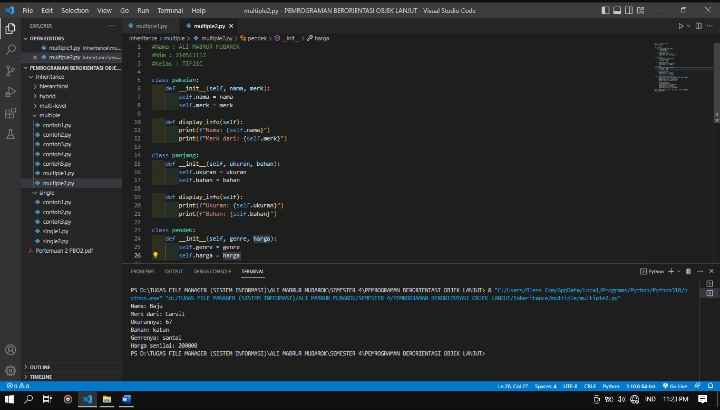 File Edit Selection View Go Run Terminal Help
multiple2.py - PEMROGRAMAN BERORIENTASI OBJEK LANJUT - Visual Studio Code
EXPLORER
OPEN EDITORS
multiple1.py Inheritance\mu...
multiple2.py Inheritance\mu...
PEMROGRAMAN BERORIENTASI OBJE...
Inheritance
hierarchical
hybrid
multi-level
multiple
contoh1.py
contoh2.py
contoh3.py
contoh4.py
contoh5.py
multiple1.py
multiple2.py
single
contoh1.py
contoh2.py
contoh3.py
single1.py
single2.py
Pertemuan 2 PBO2.pdf
OUTLINE
TIMELINE
multiple1.py
multiple2.py
Inheritance > multiple > multiple2.py > pendek > __init__ > harga
1 #Nama : ALI MABRUR MUBAROK
2 #Nim : 210511112
3 #Kelas : TIF21C
4
5 class pakaian:
6 def __init__(self, nama, merk):
7 self.nama = nama
8 self.merk = merk
9
10 def display_info(self):
11 print(f"Nama: {self.nama}")
12 print(f"Merk dari: {self.merk}")
13
14 class panjang:
15 def __init__(self, ukuran, bahan):
16 self.ukuran = ukuran
17 self.bahan = bahan
18
19 def display_info(self):
20 print(f"Ukuran: {self.ukuran}")
21 print(f"Bahan: {self.bahan}")
22
23 class pendek:
24 def __init__(self, genre, harga):
25 self.genre = genre
26 self.harga = harga
PROBLEMS OUTPUT DEBUG CONSOLE TERMINAL
Python
PS D:\TUGAS FILE MANAGER (SISTEM INFORMASI)\ALI MABRUR MUBAROK\SEMESTER 4\PEMROGRAMAN BERORIENTASI OBJEK LANJUT> & "C:/Users/Bless Com/AppData/Local/Programs/Python/Python310/p
ython.exe" "d:/TUGAS FILE MANAGER (SISTEM INFORMASI)/ALI MABRUR MUBAROK/SEMESTER 4/PEMROGRAMAN BERORIENTASI OBJEK LANJUT/Inheritance/multiple/multiple2.py"
Nama: Baju
Merk dari: Carvil
Ukurannya: 67
Bahan: katun
Genrenya: santai
Harga senilai: 200000
PS D:\TUGAS FILE MANAGER (SISTEM INFORMASI)\ALI MABRUR MUBAROK\SEMESTER 4\PEMROGRAMAN BERORIENTASI OBJEK LANJUT>
0 0
Ln 26, Col 27 Spaces: 4 UTF-8 CRLF Python 3.10.6 64-bit Go Live
IND 11:23 PM